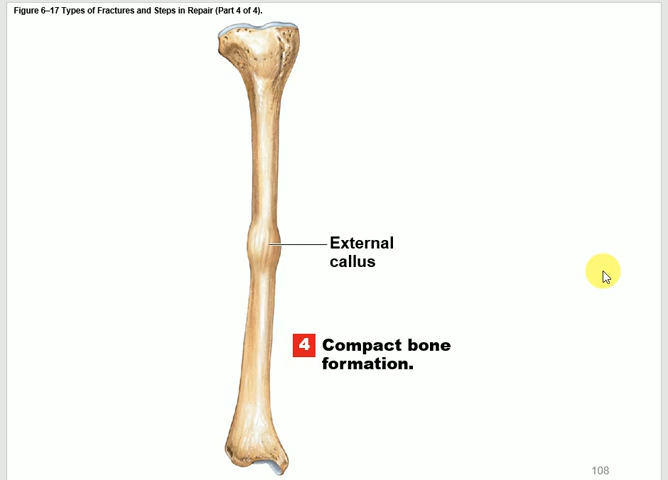 Figure 6–17 Types of Fractures and Steps in Repair (Part 4 of 4).
External
callus
4 Compact bone
formation.
108